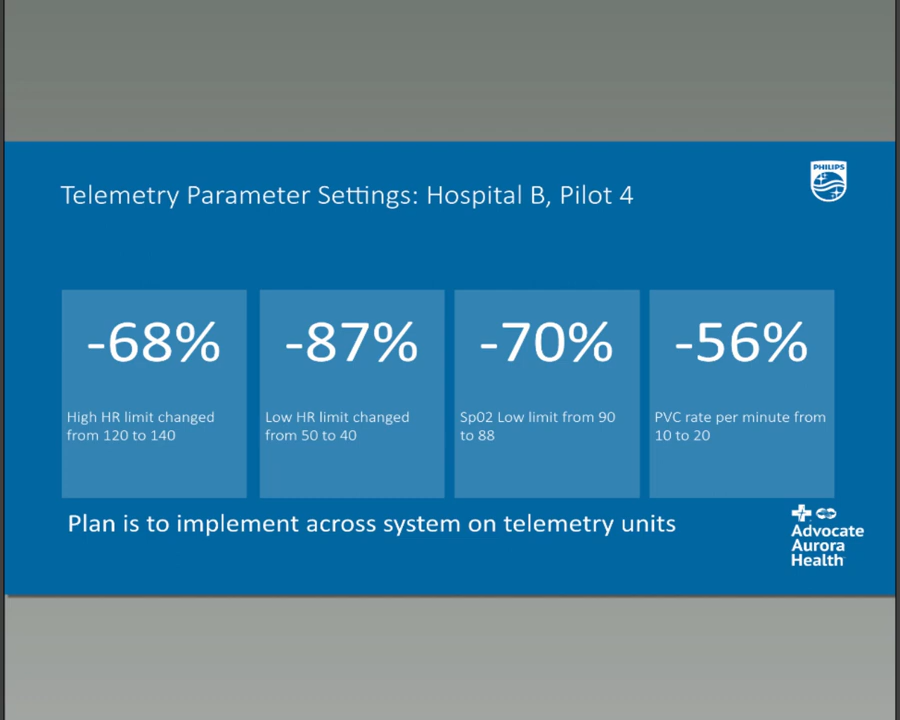 PHILIPS
Telemetry Parameter Settings: Hospital B, Pilot 4
-68%
High HR limit changed
from 120 to 140
-87%
Low HR limit changed
from 50 to 40
-70%
Sp02 Low limit from 90
to 88
-56%
PVC rate per minute from
10 to 20
Plan is to implement across system on telemetry units
Advocate
Aurora
Health